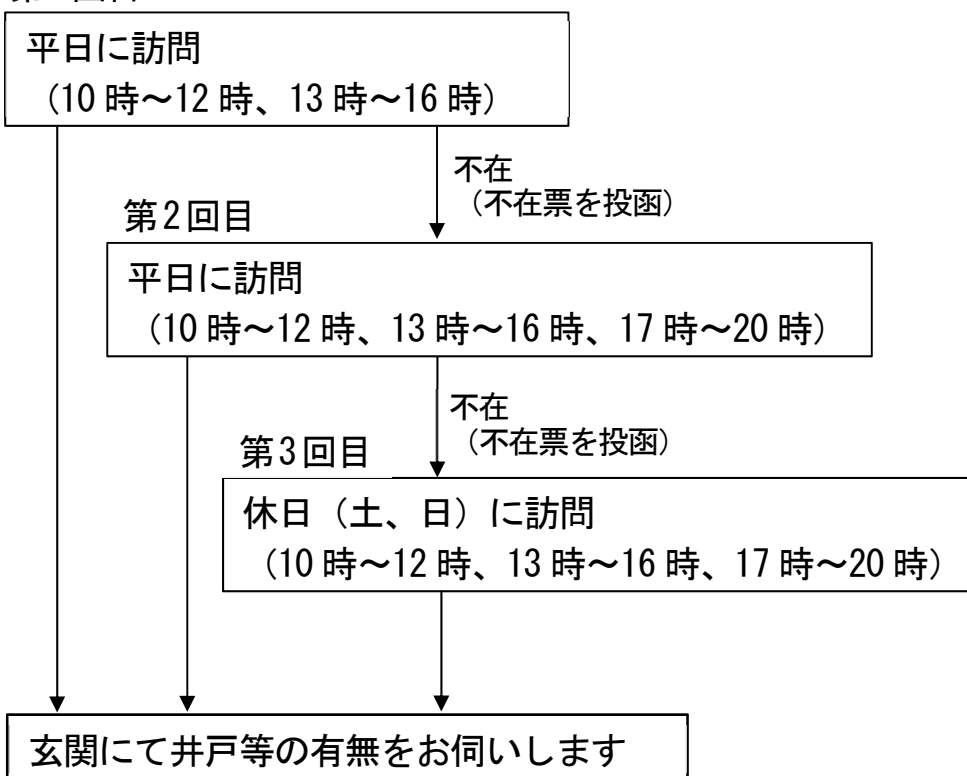 平日に訪問
（10時～12時、13時～16時）
不在
（不在票を投函）
第2回目
平日に訪問
（10時～12時、13時～16時、17時～20時）
不在
（不在票を投函）
第3回目
休日（土、日）に訪問
（10時～12時、13時～16時、17時～20時）
玄関にて井戸等の有無をお伺いします